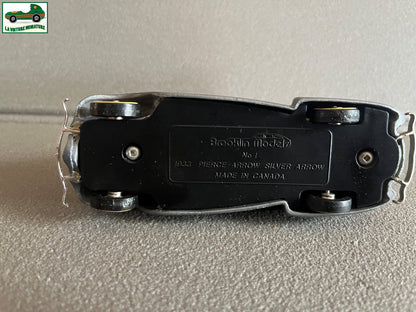 LA VOITURE MINIATURE
Brooklin Models
No 1
1933 PIERCE-ARROW SILVER ARROW
MADE IN CANADA